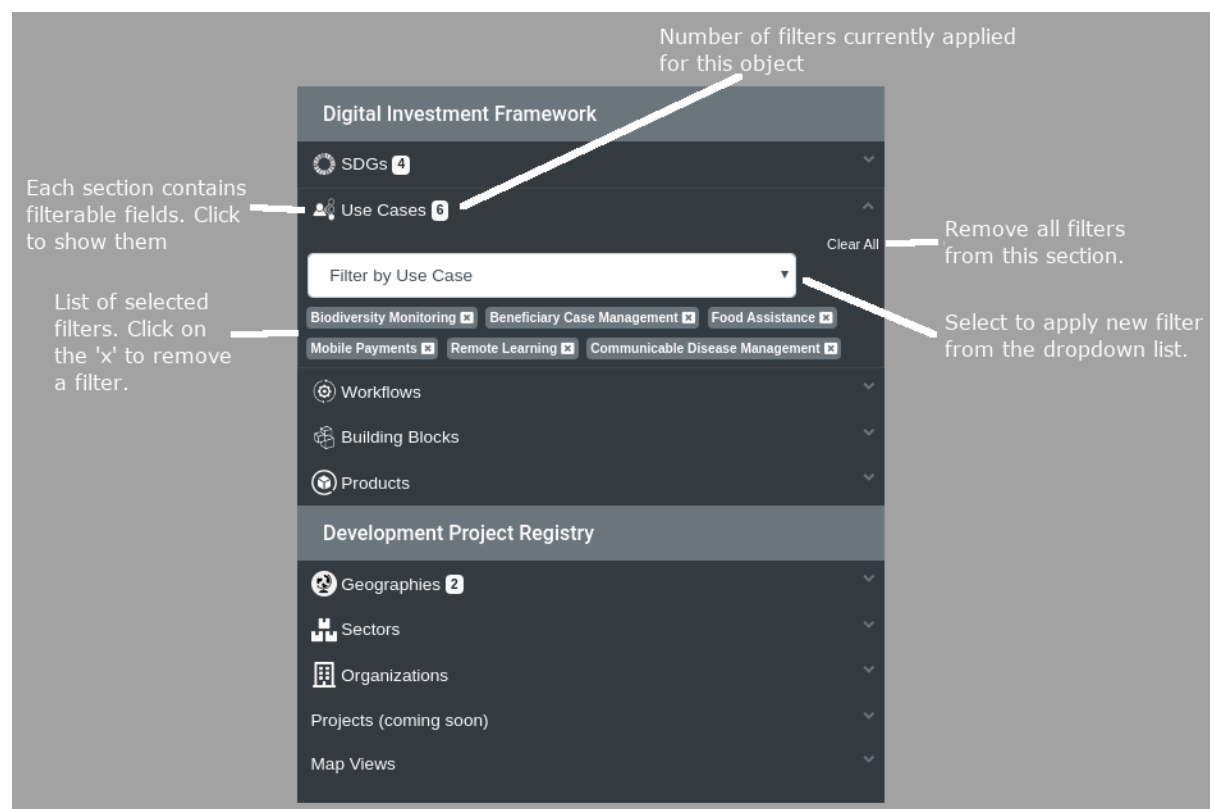 Number of filters currently applied
for this object
Digital Investment Framework
SDGs 4
Each section contains
filterable fields. Click
to show them
Use Cases 6
Clear All
Remove all filters
from this section.
Filter by Use Case
List of selected
filters. Click on
the 'x' to remove
a filter.
Biodiversity Monitoring x Beneficiary Case Management x Food Assistance x
Mobile Payments x Remote Learning x Communicable Disease Management x
Select to apply new filter
from the dropdown list.
Workflows
Building Blocks
Products
Development Project Registry
Geographies 2
Sectors
Organizations
Projects (coming soon)
Map Views